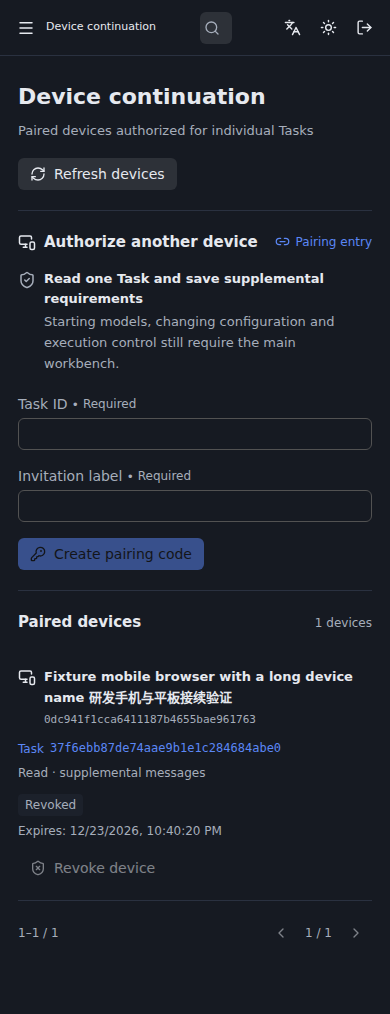 Device continuation
Device continuation
Paired devices authorized for individual Tasks
Refresh devices
Authorize another device
Pairing entry
Read one Task and save supplemental
requirements
Starting models, changing configuration and
execution control still require the main
workbench.
Task ID • Required
Invitation label • Required
Create pairing code
Paired devices
1 devices
Fixture mobile browser with a long device
name 研发手机与平板接续验证
0dc941f1cca6411187b4655bae961763
Task 37f6ebb87de74aae9b1e1c284684abe0
Read · supplemental messages
Revoked
Expires: 12/23/2026, 10:40:20 PM
Revoke device
1–1 / 1
1 / 1